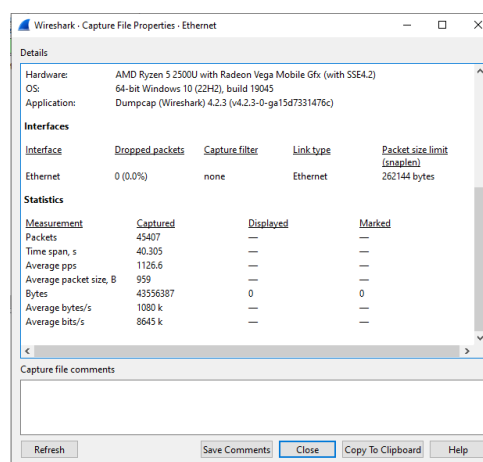 Wireshark · Capture File Properties · Ethernet
Details
Hardware: AMD Ryzen 5 2500U with Radeon Vega Mobile Gfx (with SSE4.2)
OS: 64-bit Windows 10 (22H2), build 19045
Application: Dumpcap (Wireshark) 4.2.3 (v4.2.3-0-ga15d7331476c)
Interfaces
Interface Dropped packets Capture filter Link type Packet size limit
(snaplen)
Ethernet 0 (0.0%) none Ethernet 262144 bytes
Statistics
Measurement Captured Displayed Marked
Packets 45407 — —
Time span, s 40.305 — —
Average pps 1126.6 — —
Average packet size, B 959 — —
Bytes 43556387 0 0
Average bytes/s 1080 k — —
Average bits/s 8645 k — —
Capture file comments
Refresh Save Comments Close Copy To Clipboard Help